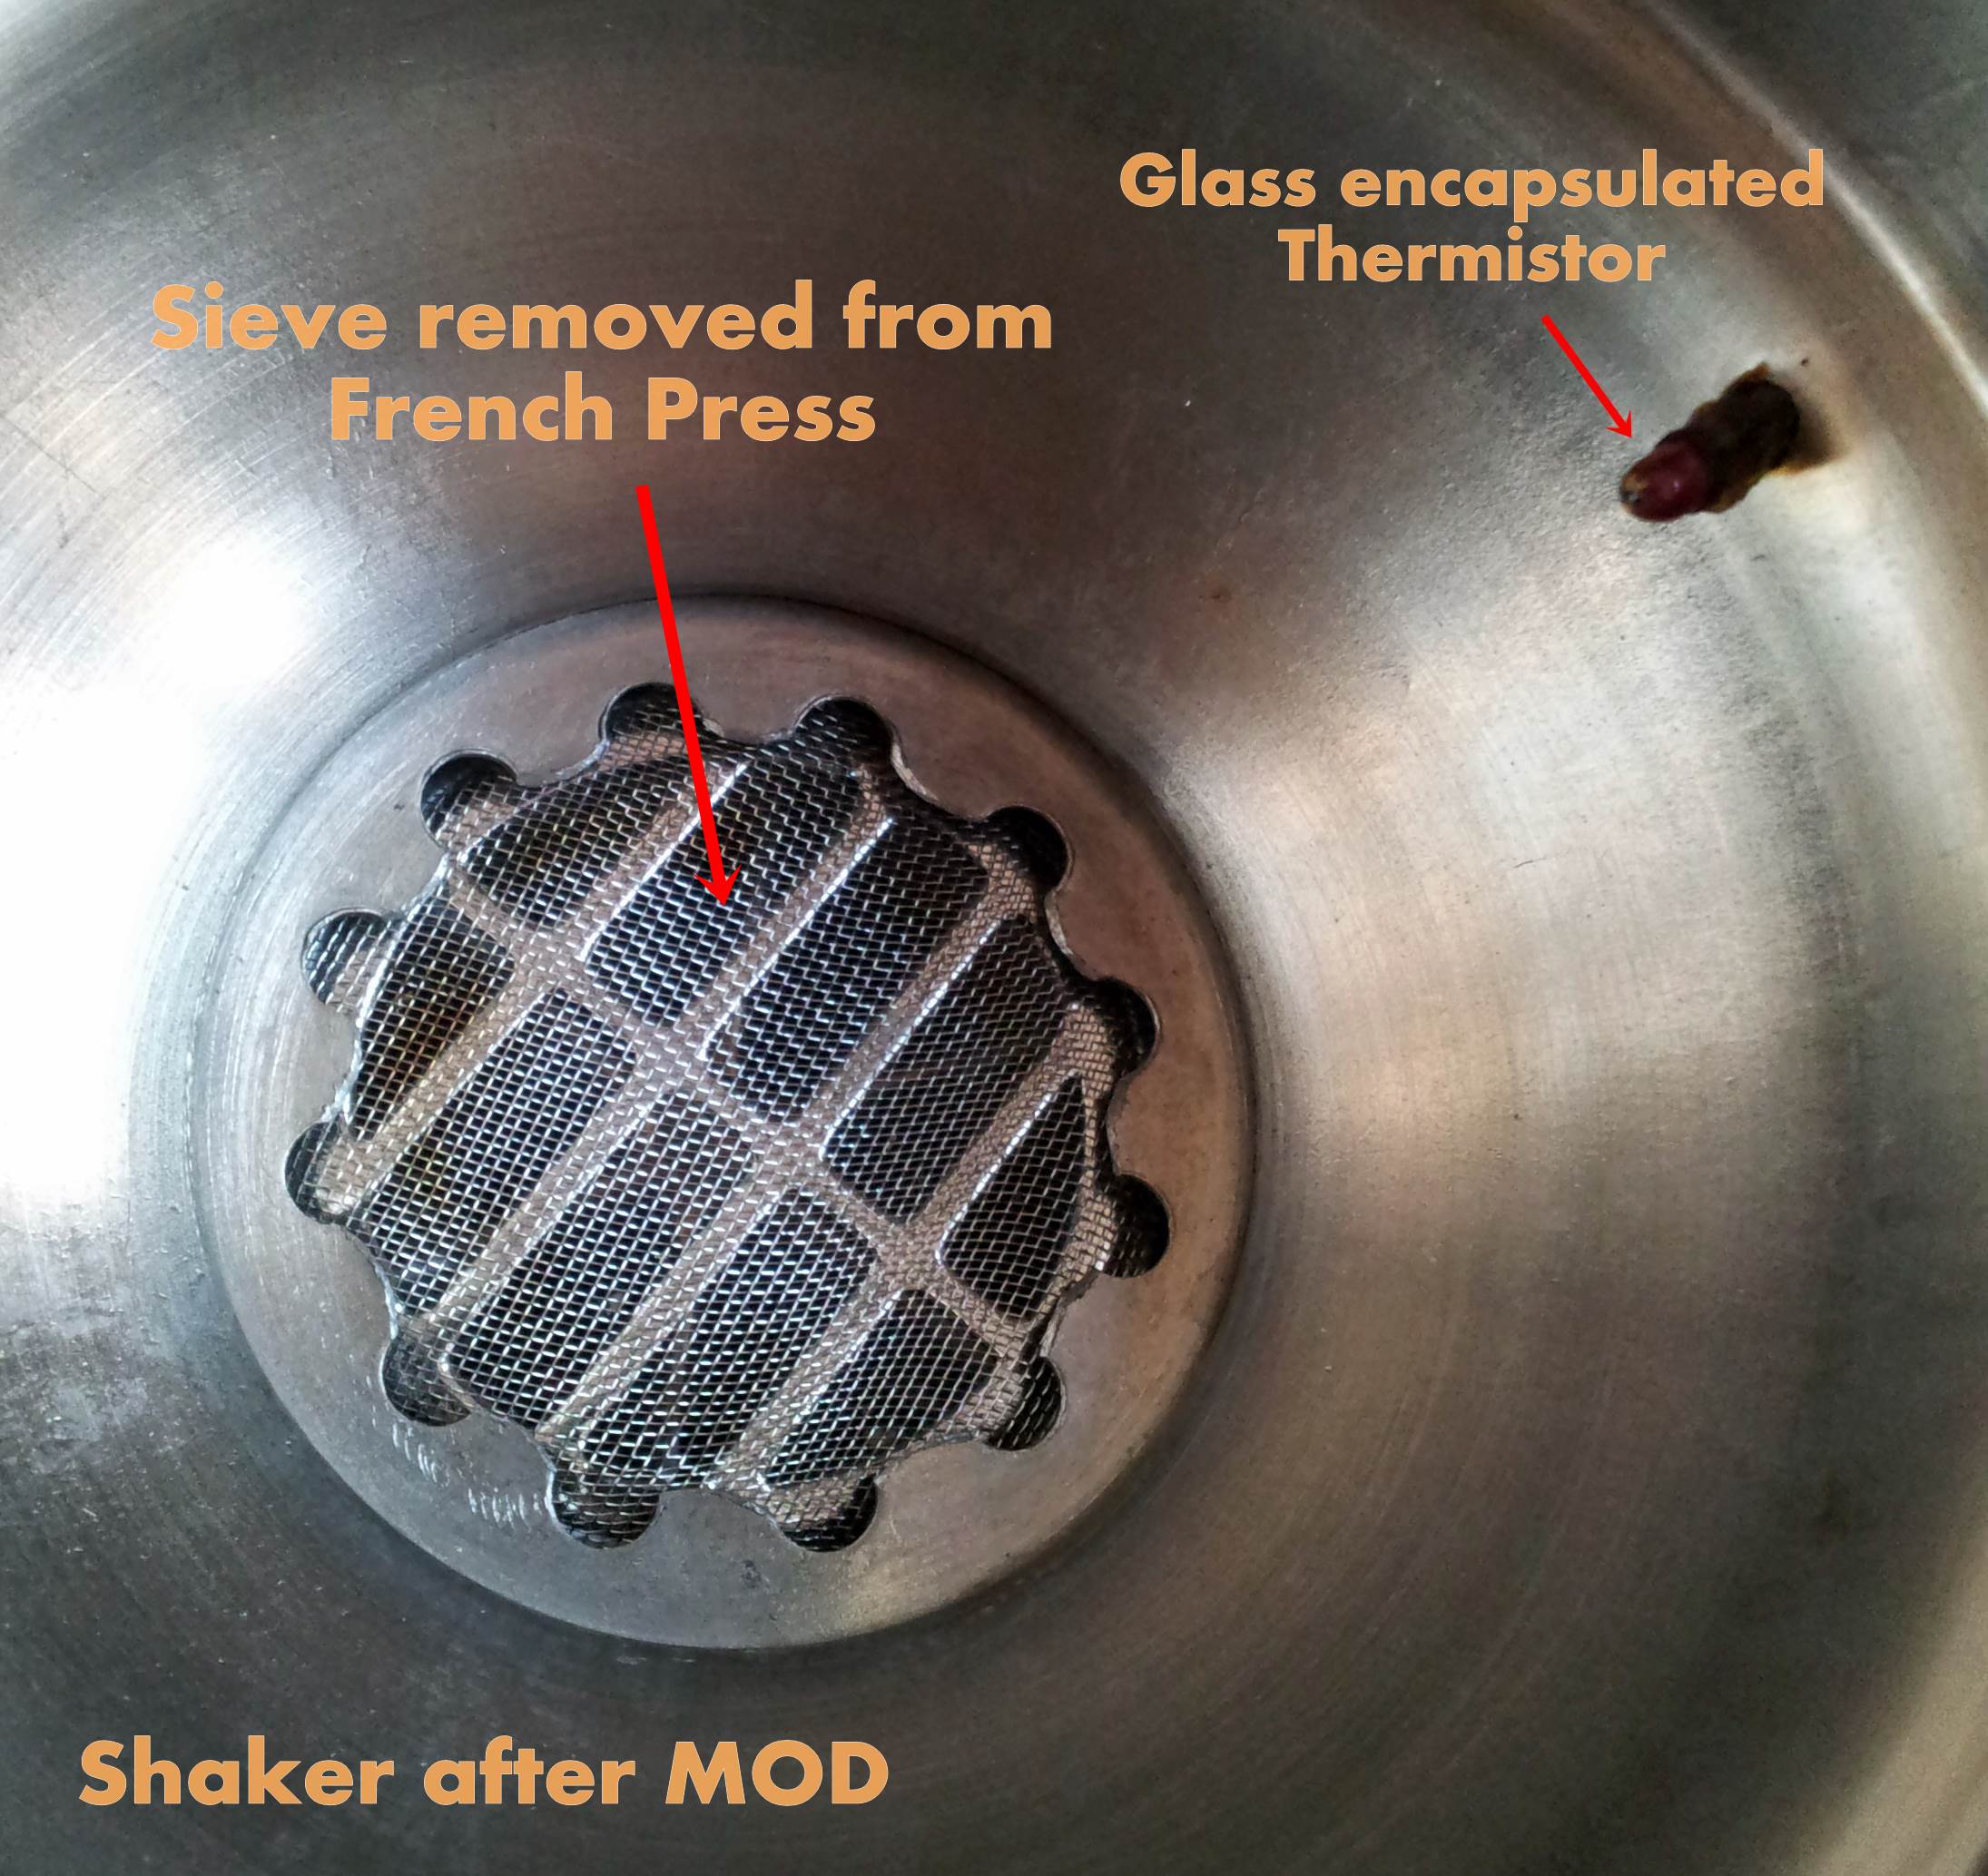 Glass encapsulated
Thermistor
Sieve removed from
French Press
Shaker after MOD